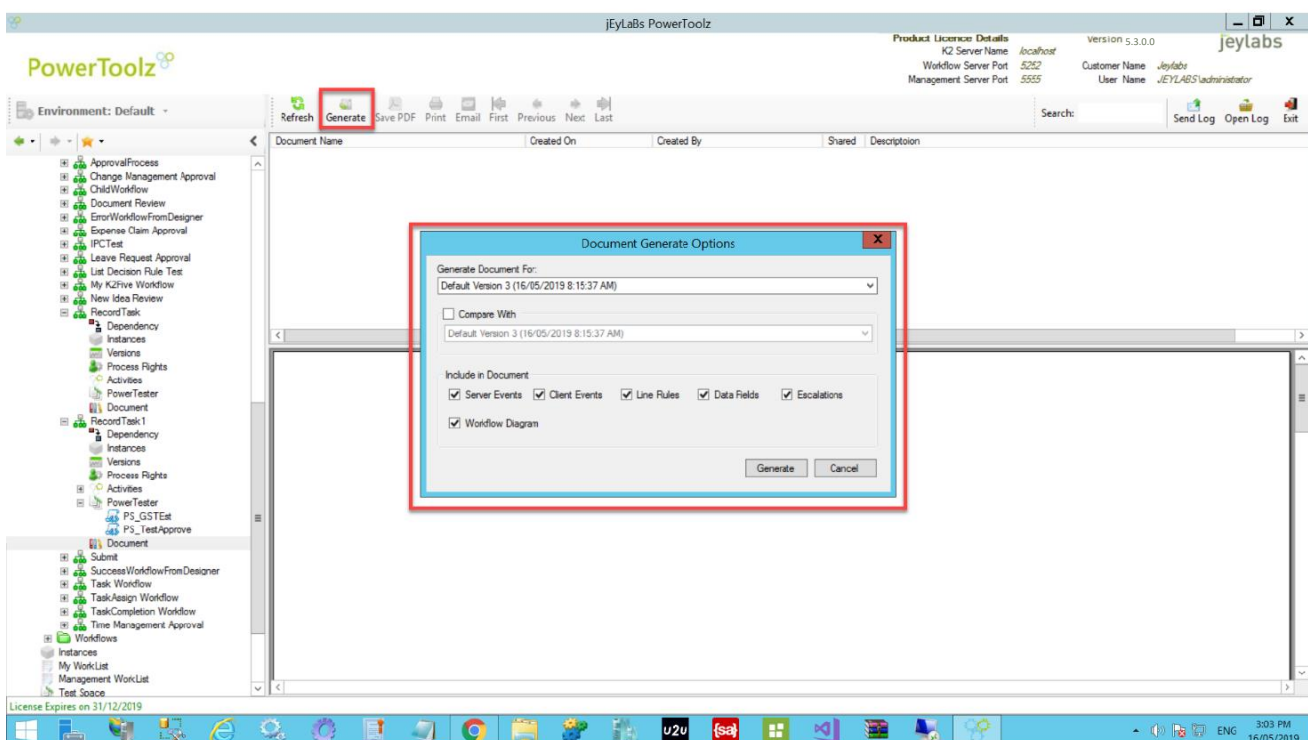 jEyLaBs PowerToolz
PowerToolz
Product Licence Details
K2 Server Name localhost
Workflow Server Port 5252
Management Server Port 5555
Version 5.3.0.0
Customer Name Jeylabs
User Name JEYLABS\administrator
jeylabs
Environment: Default
Refresh Generate Save PDF Print Email First Previous Next Last
Search:
Send Log Open Log Exit
Document Name Created On Created By Shared Descriptoion
ApprovalProcess
Change Management Approval
ChildWorkflow
Document Review
ErrorWorkflowFromDesigner
Expense Claim Approval
IPCTest
Leave Request Approval
List Decision Rule Test
My K2Five Workflow
New Idea Review
RecordTask
Dependency
Instances
Versions
Process Rights
Activities
PowerTester
Document
RecordTask1
Dependency
Instances
Versions
Process Rights
Activities
PowerTester
PS_GSTEst
PS_TestApprove
Document
Submit
SuccessWorkflowFromDesigner
Task Workflow
TaskAssign Workflow
TaskCompletion Workflow
Time Management Approval
Workflows
Instances
My WorkList
Management WorkList
Test Space
Document Generate Options
X
Generate Document For:
Default Version 3 (16/05/2019 8:15:37 AM)
Compare With
Default Version 3 (16/05/2019 8:15:37 AM)
Include in Document
Server Events Client Events Line Rules Data Fields Escalations
Workflow Diagram
Generate Cancel
License Expires on 31/12/2019
U2U {sa} ENG 3:03 PM
16/05/2019